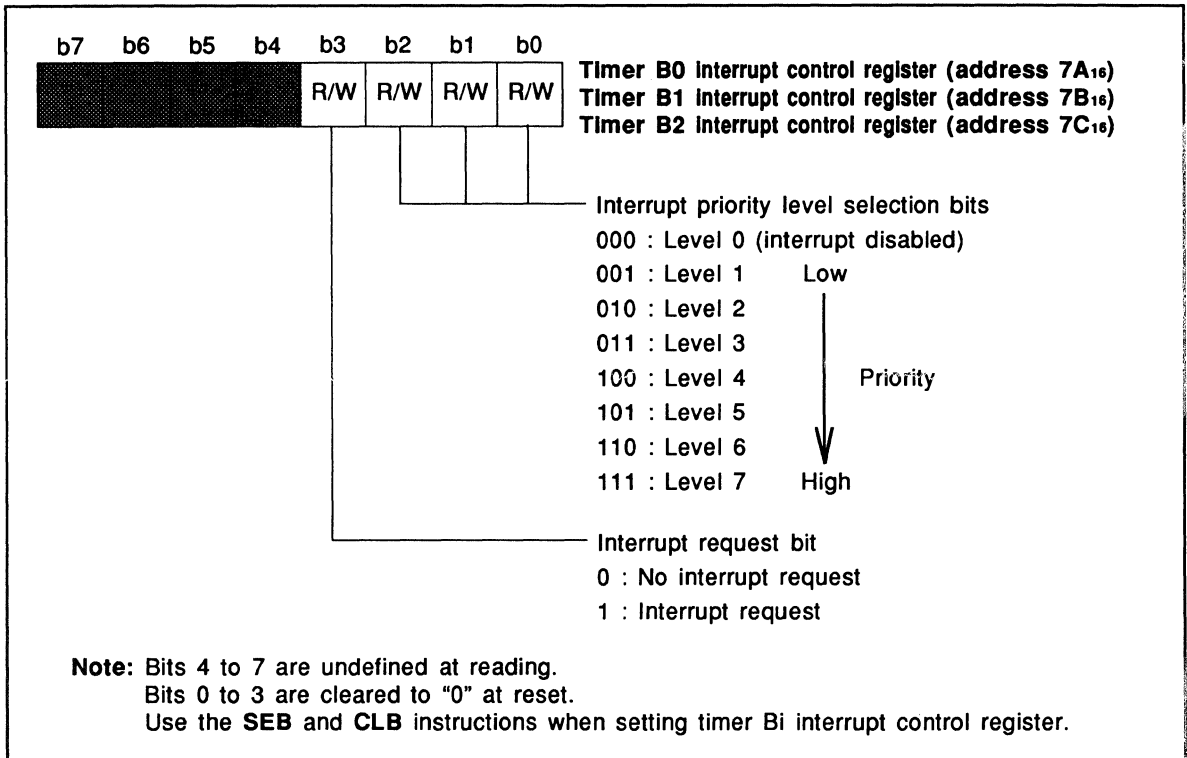 b7 b6 b5 b4 b3 b2 b1 b0
R/W R/W R/W R/W
Timer B0 interrupt control register (address 7A₁₆)
Timer B1 interrupt control register (address 7B₁₆)
Timer B2 interrupt control register (address 7C₁₆)
Interrupt priority level selection bits
000 : Level 0 (interrupt disabled)
001 : Level 1 Low
010 : Level 2
011 : Level 3
100 : Level 4 Priority
101 : Level 5
110 : Level 6
111 : Level 7 High
Interrupt request bit
0 : No interrupt request
1 : Interrupt request
Note: Bits 4 to 7 are undefined at reading.
Bits 0 to 3 are cleared to “0” at reset.
Use the SEB and CLB instructions when setting timer Bi interrupt control register.